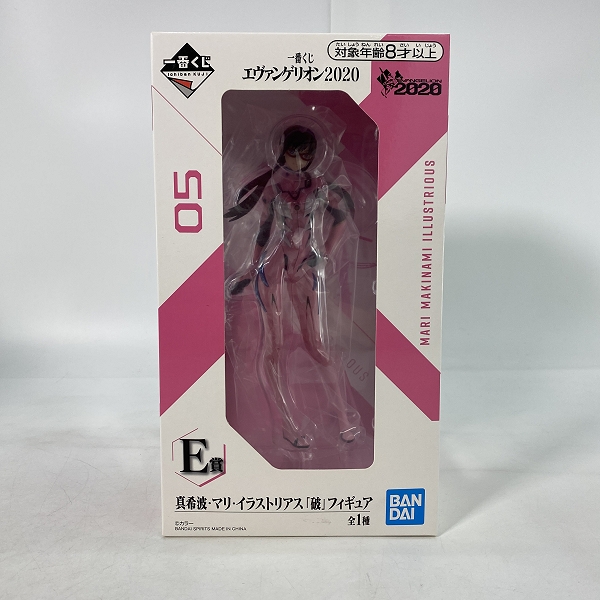 一番くじ
Ichiban KUJI
一番くじ
エヴァンゲリオン2020
たい しょう ねん れい さい い じょう
対象年齢8才以上
EVANGELION
2020
05
MARI MAKINAMI ILLUSTRIOUS
OUS
E賞
真希波・マリ・イラストリアス「破」フィギュア
全1種
©カラー
BANDAI SPIRITS MADE IN CHINA
BAN
DAI